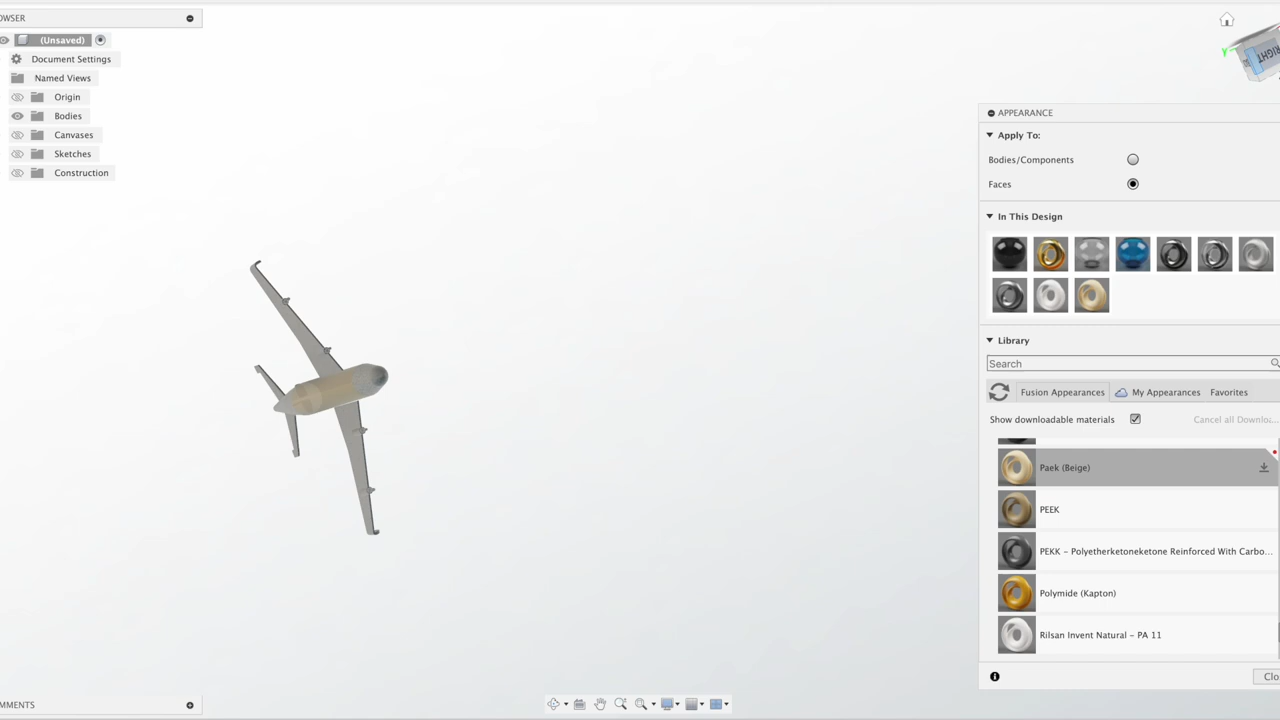 OWSER
(Unsaved)
Document Settings
Named Views
Origin
Bodies
Canvases
Sketches
Construction
MMENTS
Y
RIGHT
APPEARANCE
Apply To:
Bodies/Components
Faces
In This Design
Library
Search
Fusion Appearances My Appearances Favorites
Show downloadable materials Cancel all Downlo...
Paek (Beige)
PEEK
PEKK - Polyetherketoneketone Reinforced With Carbo...
Polymide (Kapton)
Rilsan Invent Natural - PA 11
Clo